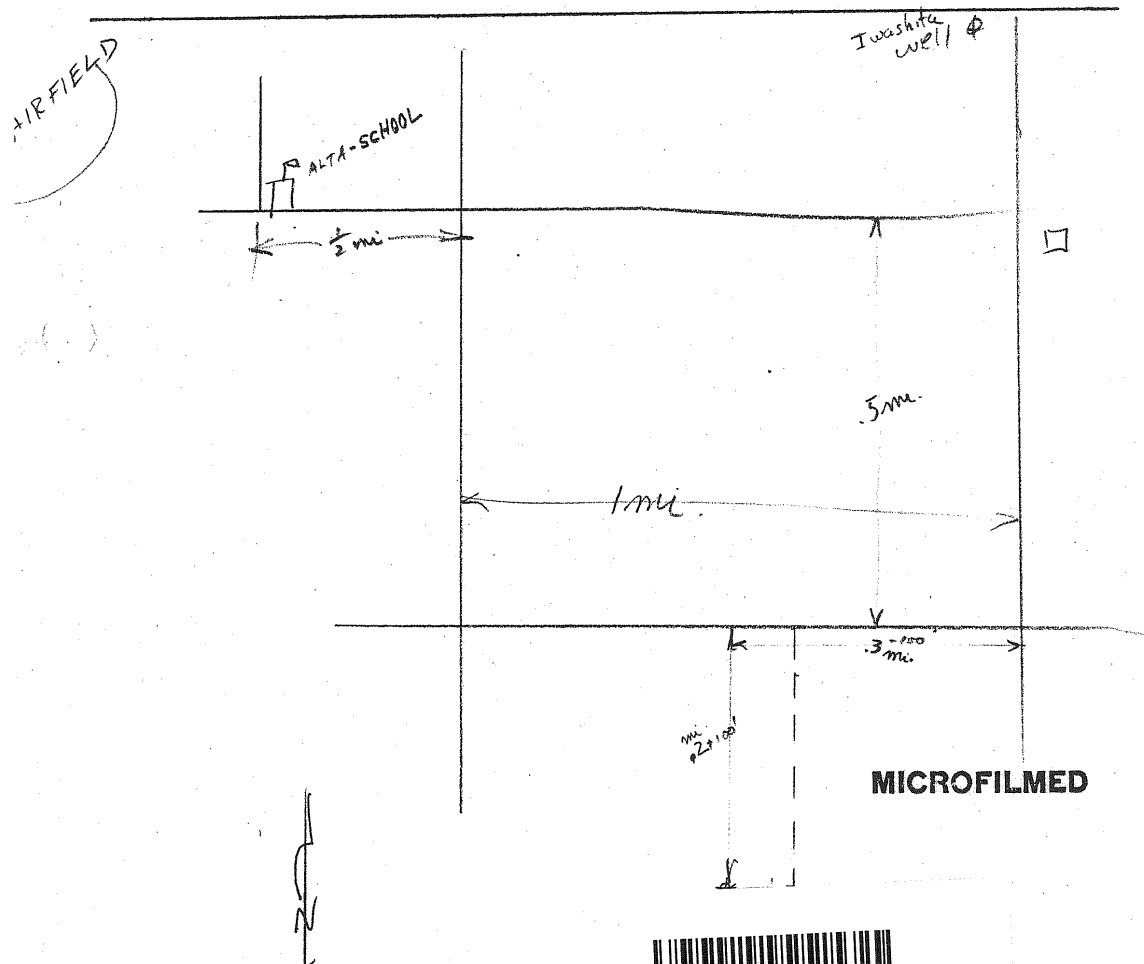 Iwashita
well
AIRFIELD
ALTA-SCHOOL
1/2 mi
.5 mi.
1 mi.
.3 -100'
mi.
mi.
.2+100'
MICROFILMED
N